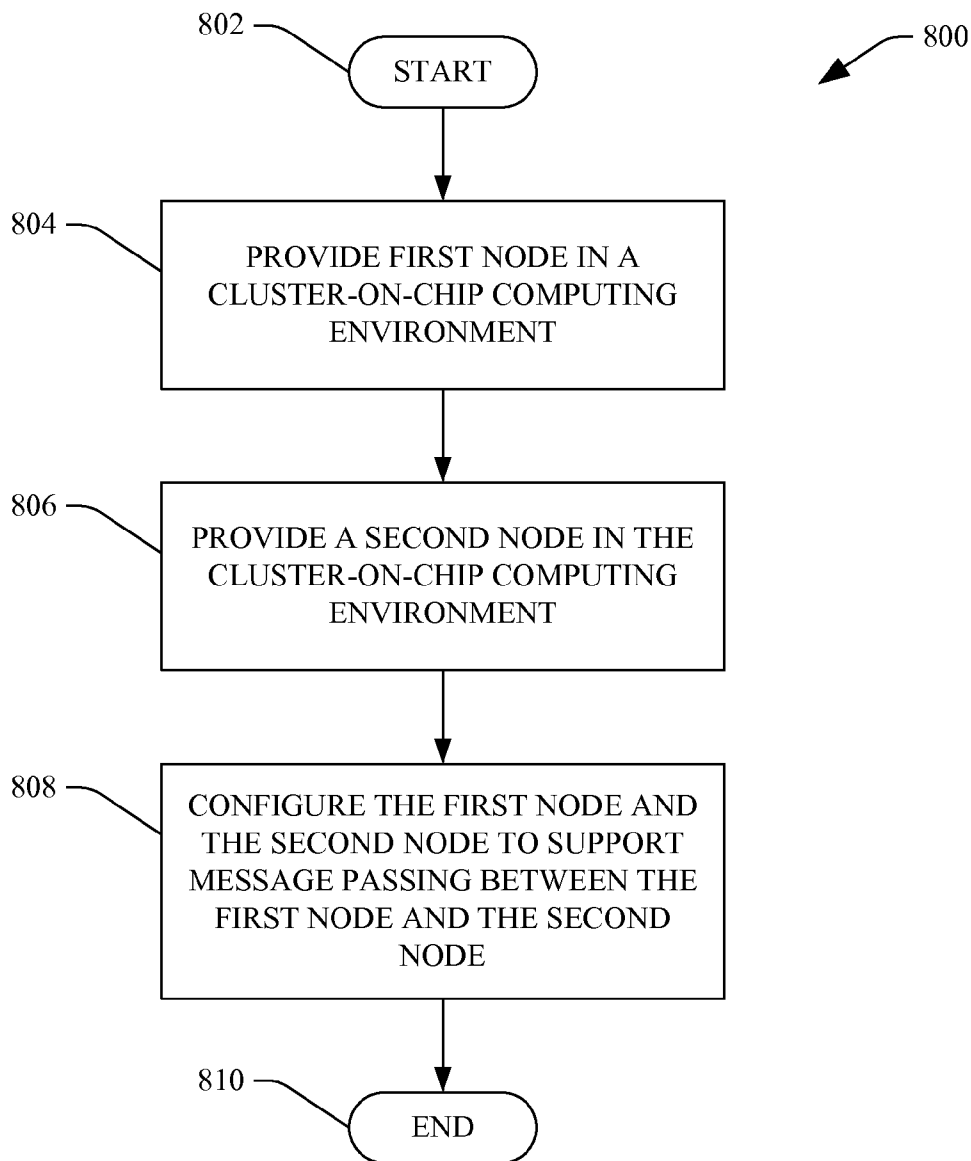 802
START
800
804
PROVIDE FIRST NODE IN A
CLUSTER-ON-CHIP COMPUTING
ENVIRONMENT
806
PROVIDE A SECOND NODE IN THE
CLUSTER-ON-CHIP COMPUTING
ENVIRONMENT
808
CONFIGURE THE FIRST NODE AND
THE SECOND NODE TO SUPPORT
MESSAGE PASSING BETWEEN THE
FIRST NODE AND THE SECOND
NODE
810
END